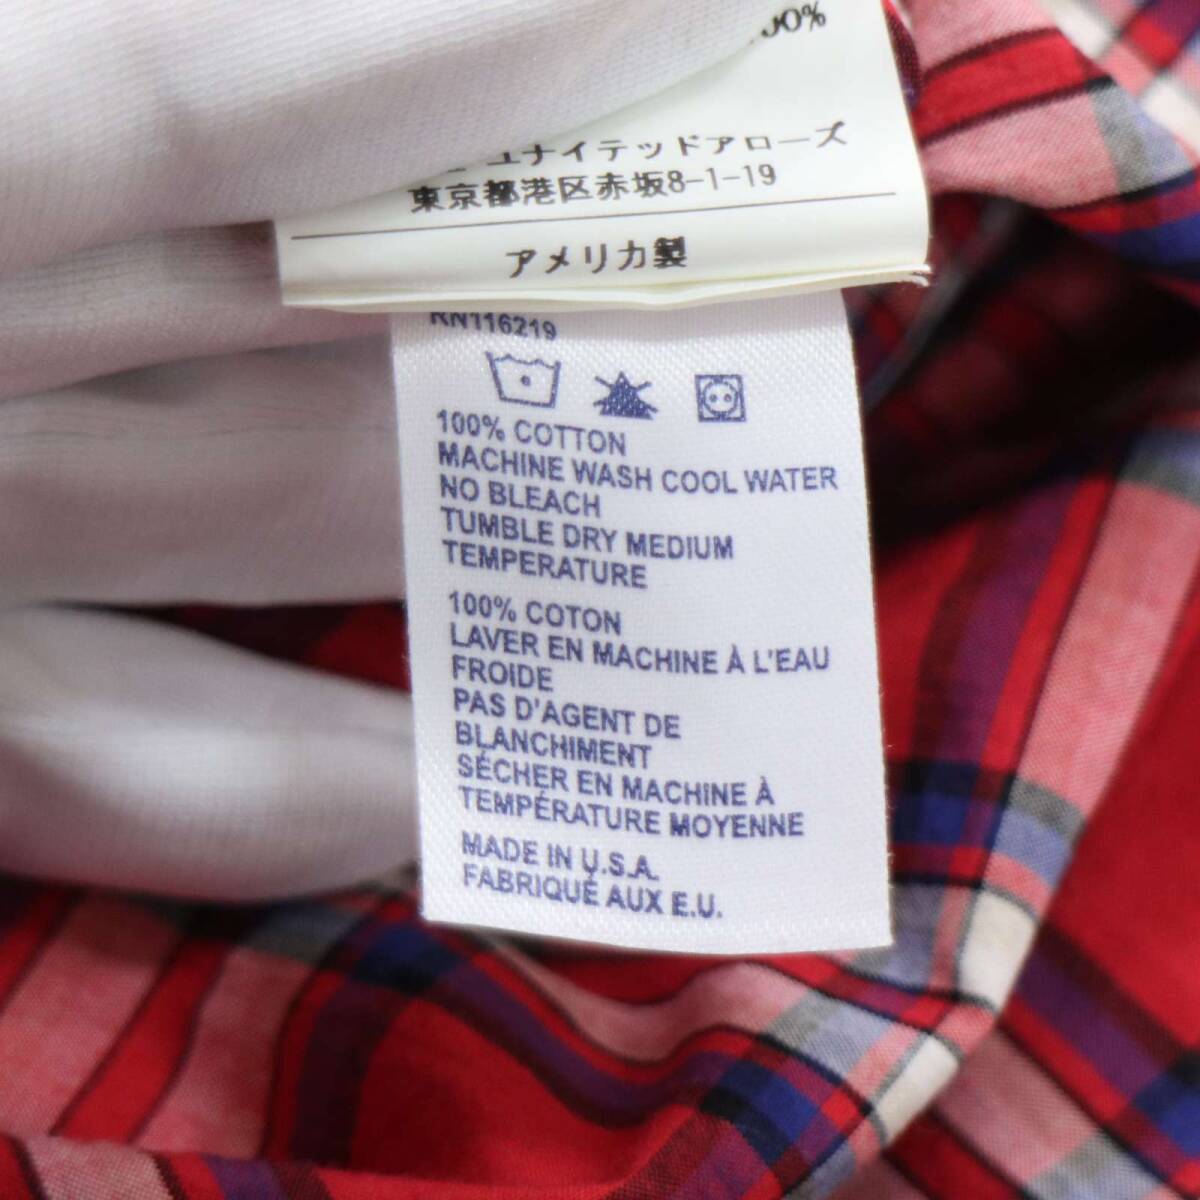 ユナイテッドアローズ
東京都港区赤坂8-1-19
アメリカ製
RN116219
100% COTTON
MACHINE WASH COOL WATER
NO BLEACH
TUMBLE DRY MEDIUM
TEMPERATURE
100% COTON
LAVER EN MACHINE À L'EAU
FROIDE
PAS D'AGENT DE
BLANCHIMENT
SÉCHER EN MACHINE À
TEMPÉRATURE MOYENNE
MADE IN U.S.A.
FABRIQUÉ AUX E.U.